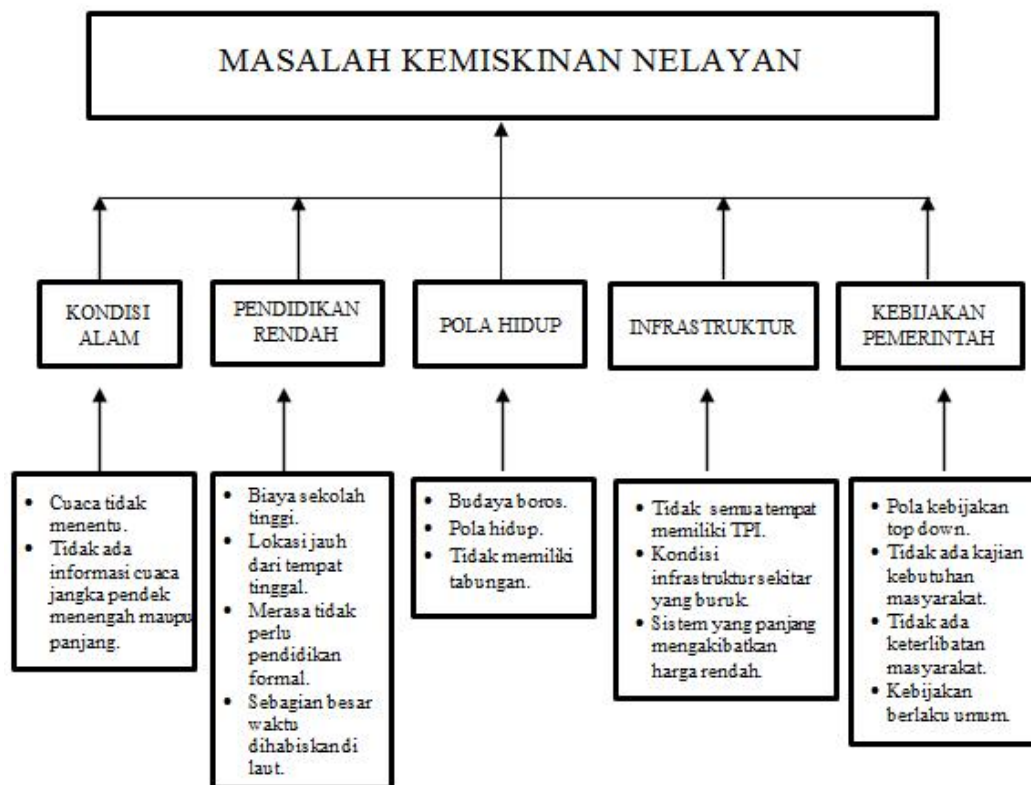 MASALAH KEMISKINAN NELAYAN
KONDISI
ALAM
PENDIDIKAN
RENDAH
POLA HIDUP
INFRASTRUKTUR
KEBIJAKAN
PEMERINTAH
• Cuaca tidak
menentu.
• Tidak ada
informasi cuaca
jangka pendek
menengah maupu
panjang.
• Biaya sekolah
tinggi.
• Lokasi jauh
dari tempat
tinggal.
• Merasa tidak
perlu
pendidikan
formal.
• Sebagian besar
waktu
dihabiskan di
laut.
• Budaya boros.
• Pola hidup.
• Tidak memiliki
tabungan.
• Tidak semua tempat
memiliki TPI.
• Kondisi
infrastruktur sekitar
yang buruk.
• Sistem yang panjang
mengakibatkan
harga rendah.
• Pola kebijakan
top down.
• Tidak ada kajian
kebutuhan
masyarakat.
• Tidak ada
keterlibatan
masyarakat.
• Kebijakan
berlaku umum.